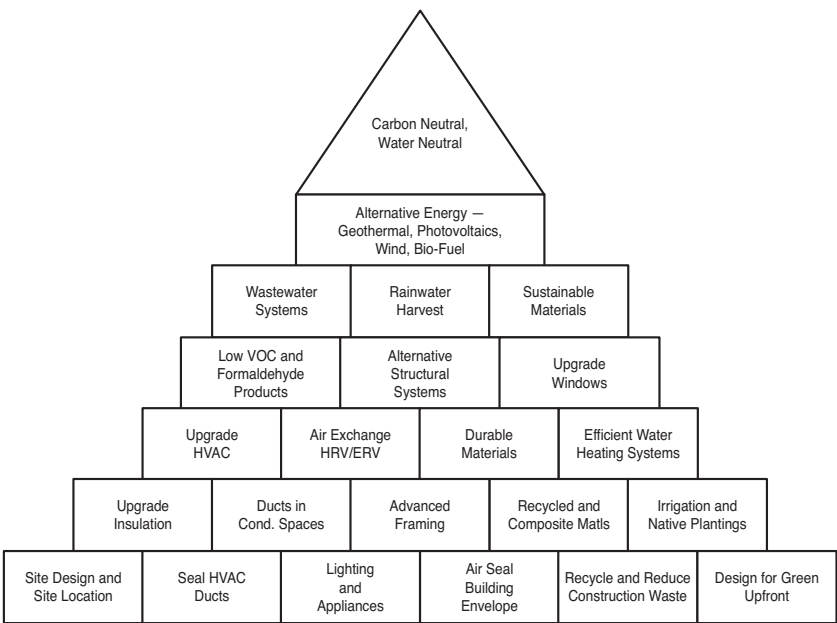 Carbon Neutral,
Water Neutral
Alternative Energy —
Geothermal, Photovoltaics,
Wind, Bio-Fuel
Wastewater
Systems
Rainwater
Harvest
Sustainable
Materials
Low VOC and
Formaldehyde
Products
Alternative
Structural
Systems
Upgrade
Windows
Upgrade
HVAC
Air Exchange
HRV/ERV
Durable
Materials
Efficient Water
Heating Systems
Upgrade
Insulation
Ducts in
Cond. Spaces
Advanced
Framing
Recycled and
Composite Matls
Irrigation and
Native Plantings
Site Design and
Site Location
Seal HVAC
Ducts
Lighting
and
Appliances
Air Seal
Building
Envelope
Recycle and Reduce
Construction Waste
Design for Green
Upfront